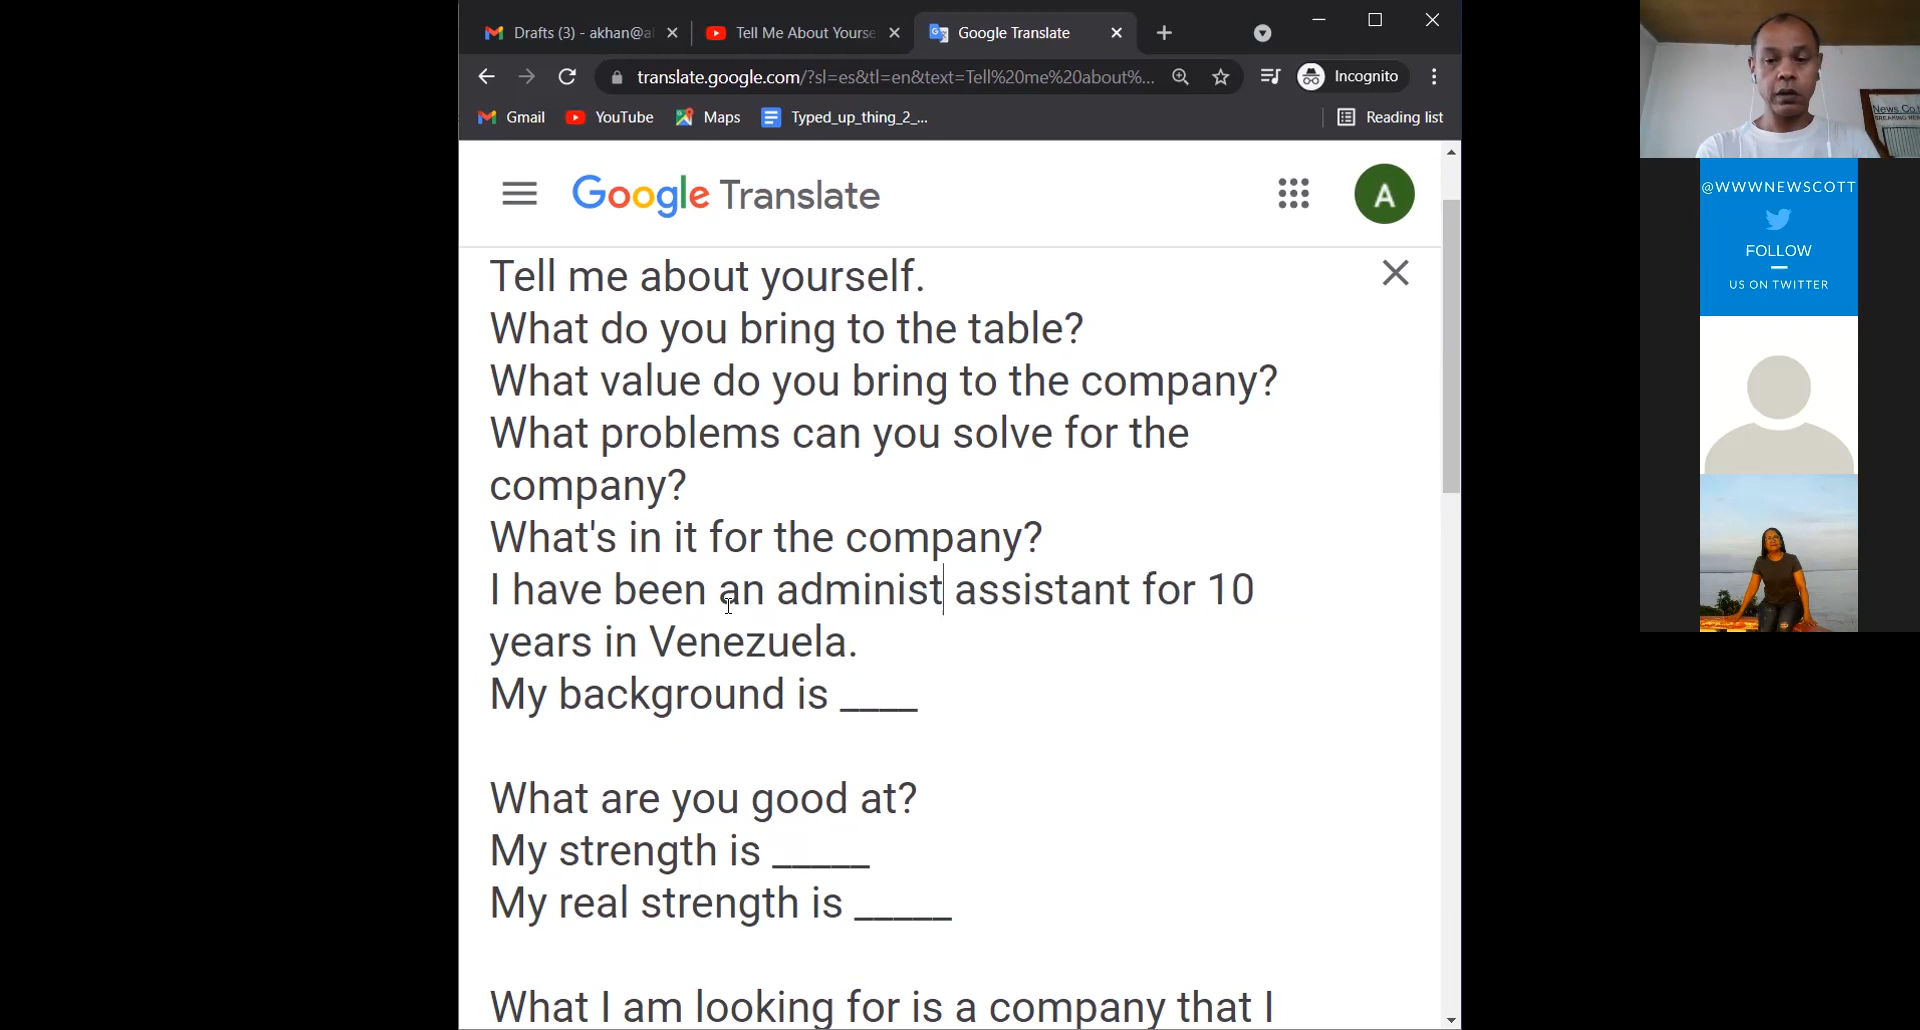 Drafts (3) - akhan@a
Tell Me About Yourse
Google Translate
translate.google.com/?sl=es&tl=en&text=Tell%20me%20about%...
Incognito
Gmail
YouTube
Maps
Typed_up_thing_2_...
Reading list
Google Translate
A
Tell me about yourself.
What do you bring to the table?
What value do you bring to the company?
What problems can you solve for the
company?
What's in it for the company?
I have been an administ assistant for 10
years in Venezuela.
My background is ____
What are you good at?
My strength is _____
My real strength is _____
What I am looking for is a company that I
News.Co.
BREAKING NEW
@WWWNEWSCOTT
FOLLOW
US ON TWITTER